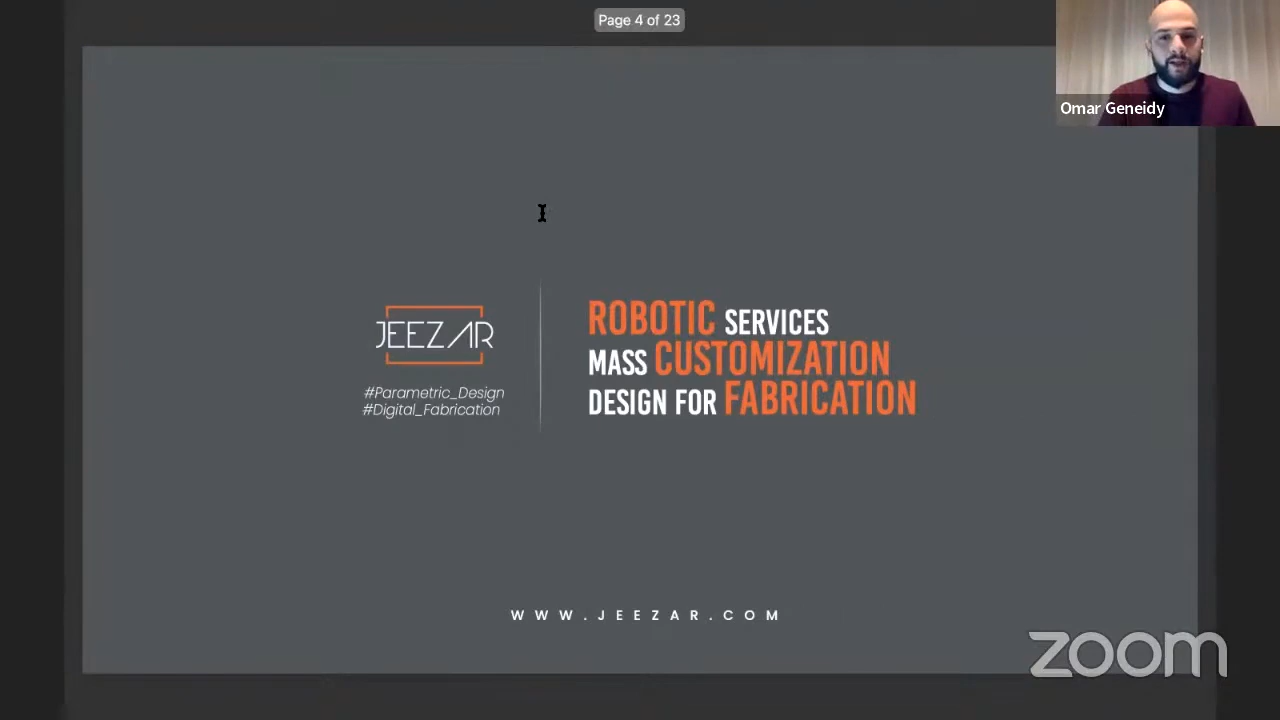 Page 4 of 23
Omar Geneidy
JEEZAR
#Parametric_Design
#Digital_Fabrication
ROBOTIC SERVICES
MASS CUSTOMIZATION
DESIGN FOR FABRICATION
WWW.JEEZAR.COM
zoom